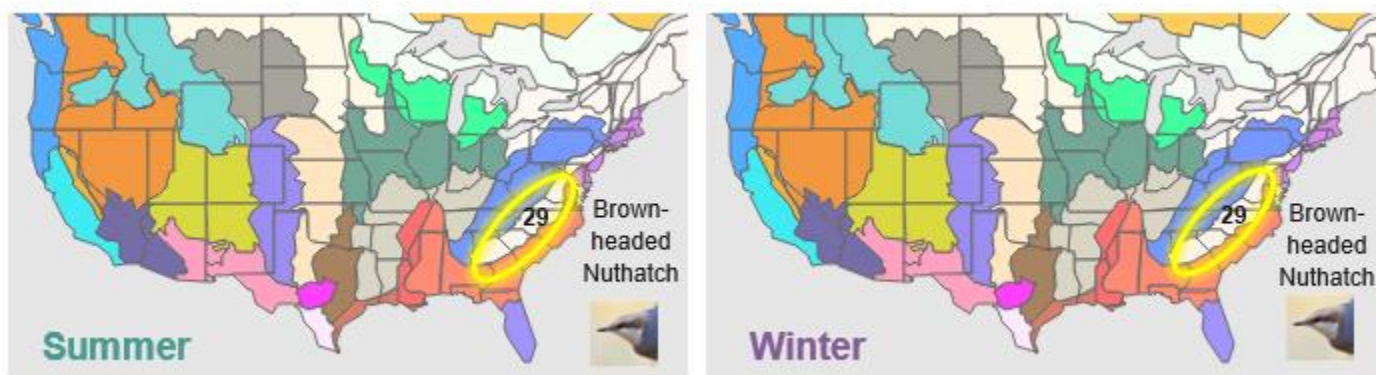 29
Brown-
headed
Nuthatch
Summer
29
Brown-
headed
Nuthatch
Winter